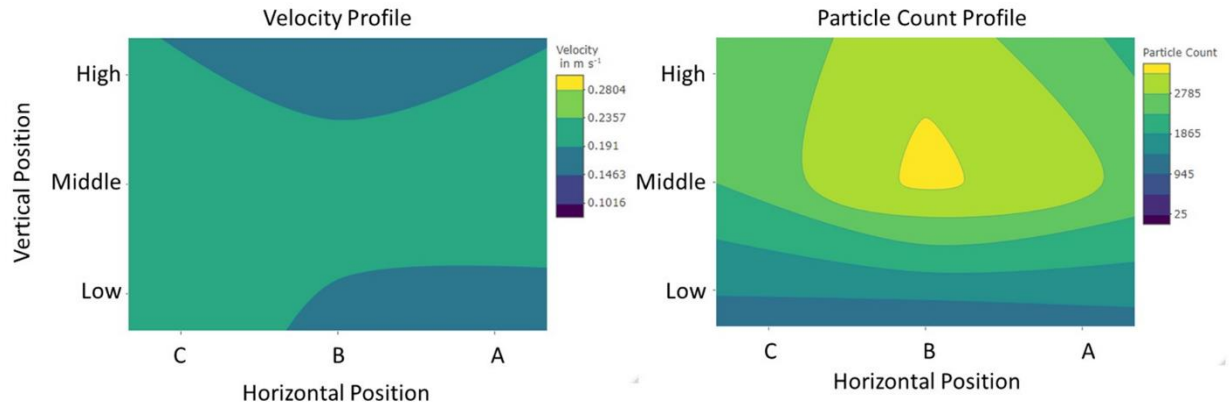 Velocity Profile
Vertical Position
High
Middle
Low
C B A
Horizontal Position
Velocity
in m s⁻¹
0.2804
0.2357
0.191
0.1463
0.1016
Particle Count Profile
High
Middle
Low
C B A
Horizontal Position
Particle Count
2785
1865
945
25